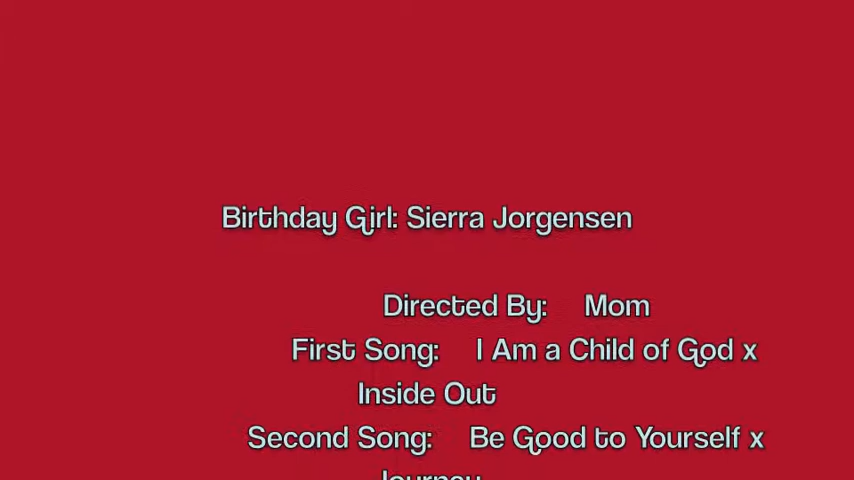 Birthday Girl: Sierra Jorgensen
Directed By: Mom
First Song: I Am a Child of God x
Inside Out
Second Song: Be Good to Yourself x
Journey